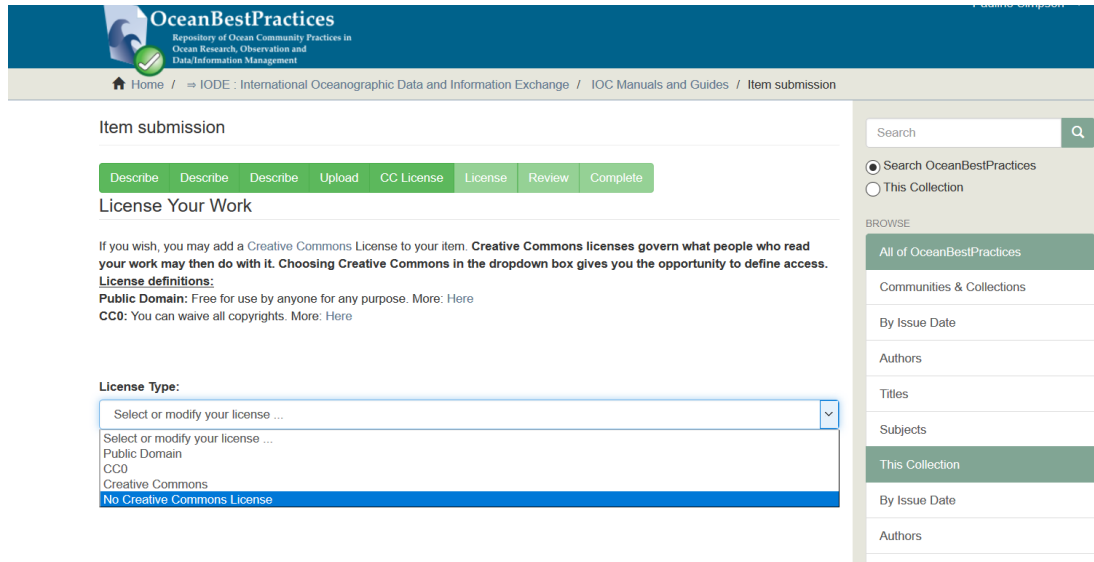 OceanBestPractices
Repository of Ocean Community Practices in
Ocean Research, Observation and
Data/Information Management
Home / ⇒ IODE : International Oceanographic Data and Information Exchange / IOC Manuals and Guides / Item submission
Item submission
Describe Describe Describe Upload CC License License Review Complete
License Your Work
If you wish, you may add a Creative Commons License to your item. Creative Commons licenses govern what people who read
your work may then do with it. Choosing Creative Commons in the dropdown box gives you the opportunity to define access.
License definitions:
Public Domain: Free for use by anyone for any purpose. More: Here
CC0: You can waive all copyrights. More: Here
License Type:
Select or modify your license ...
Select or modify your license ...
Public Domain
CC0
Creative Commons
No Creative Commons License
Search
Search OceanBestPractices
This Collection
BROWSE
All of OceanBestPractices
Communities & Collections
By Issue Date
Authors
Titles
Subjects
This Collection
By Issue Date
Authors